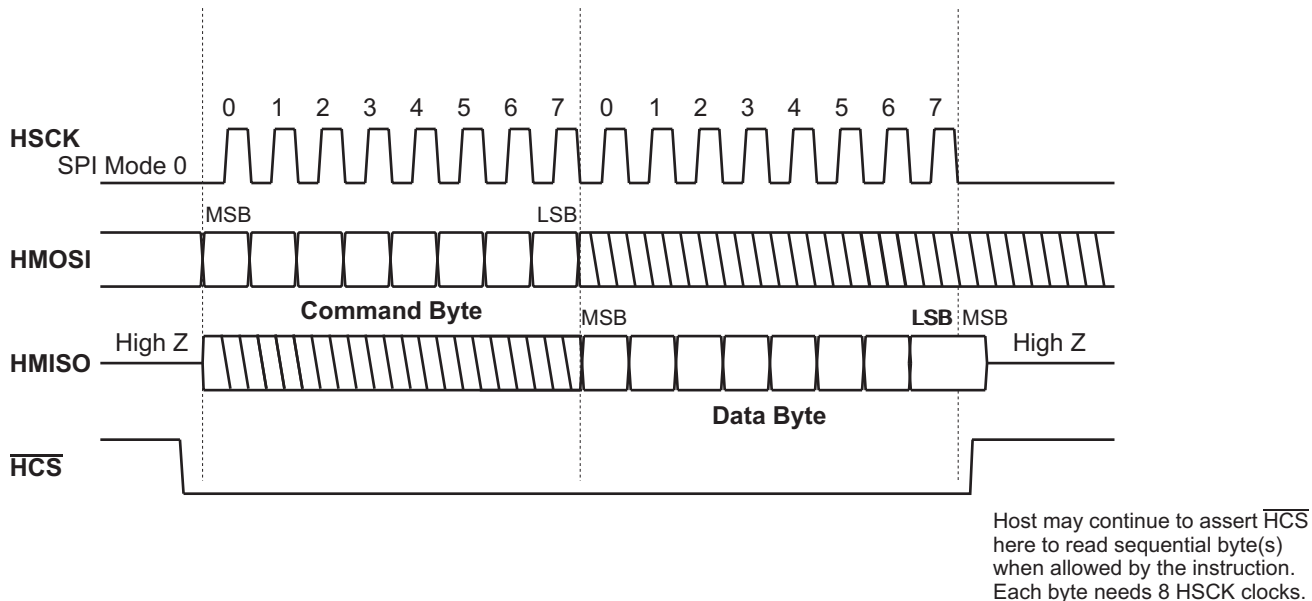 0 1 2 3 4 5 6 7 0 1 2 3 4 5 6 7
HSCK
SPI Mode 0
MSB LSB
HMOSI
Command Byte
MSB LSB MSB
High Z High Z
HMISO
Data Byte
HCS
Host may continue to assert HCS
here to read sequential byte(s)
when allowed by the instruction.
Each byte needs 8 HSCK clocks.